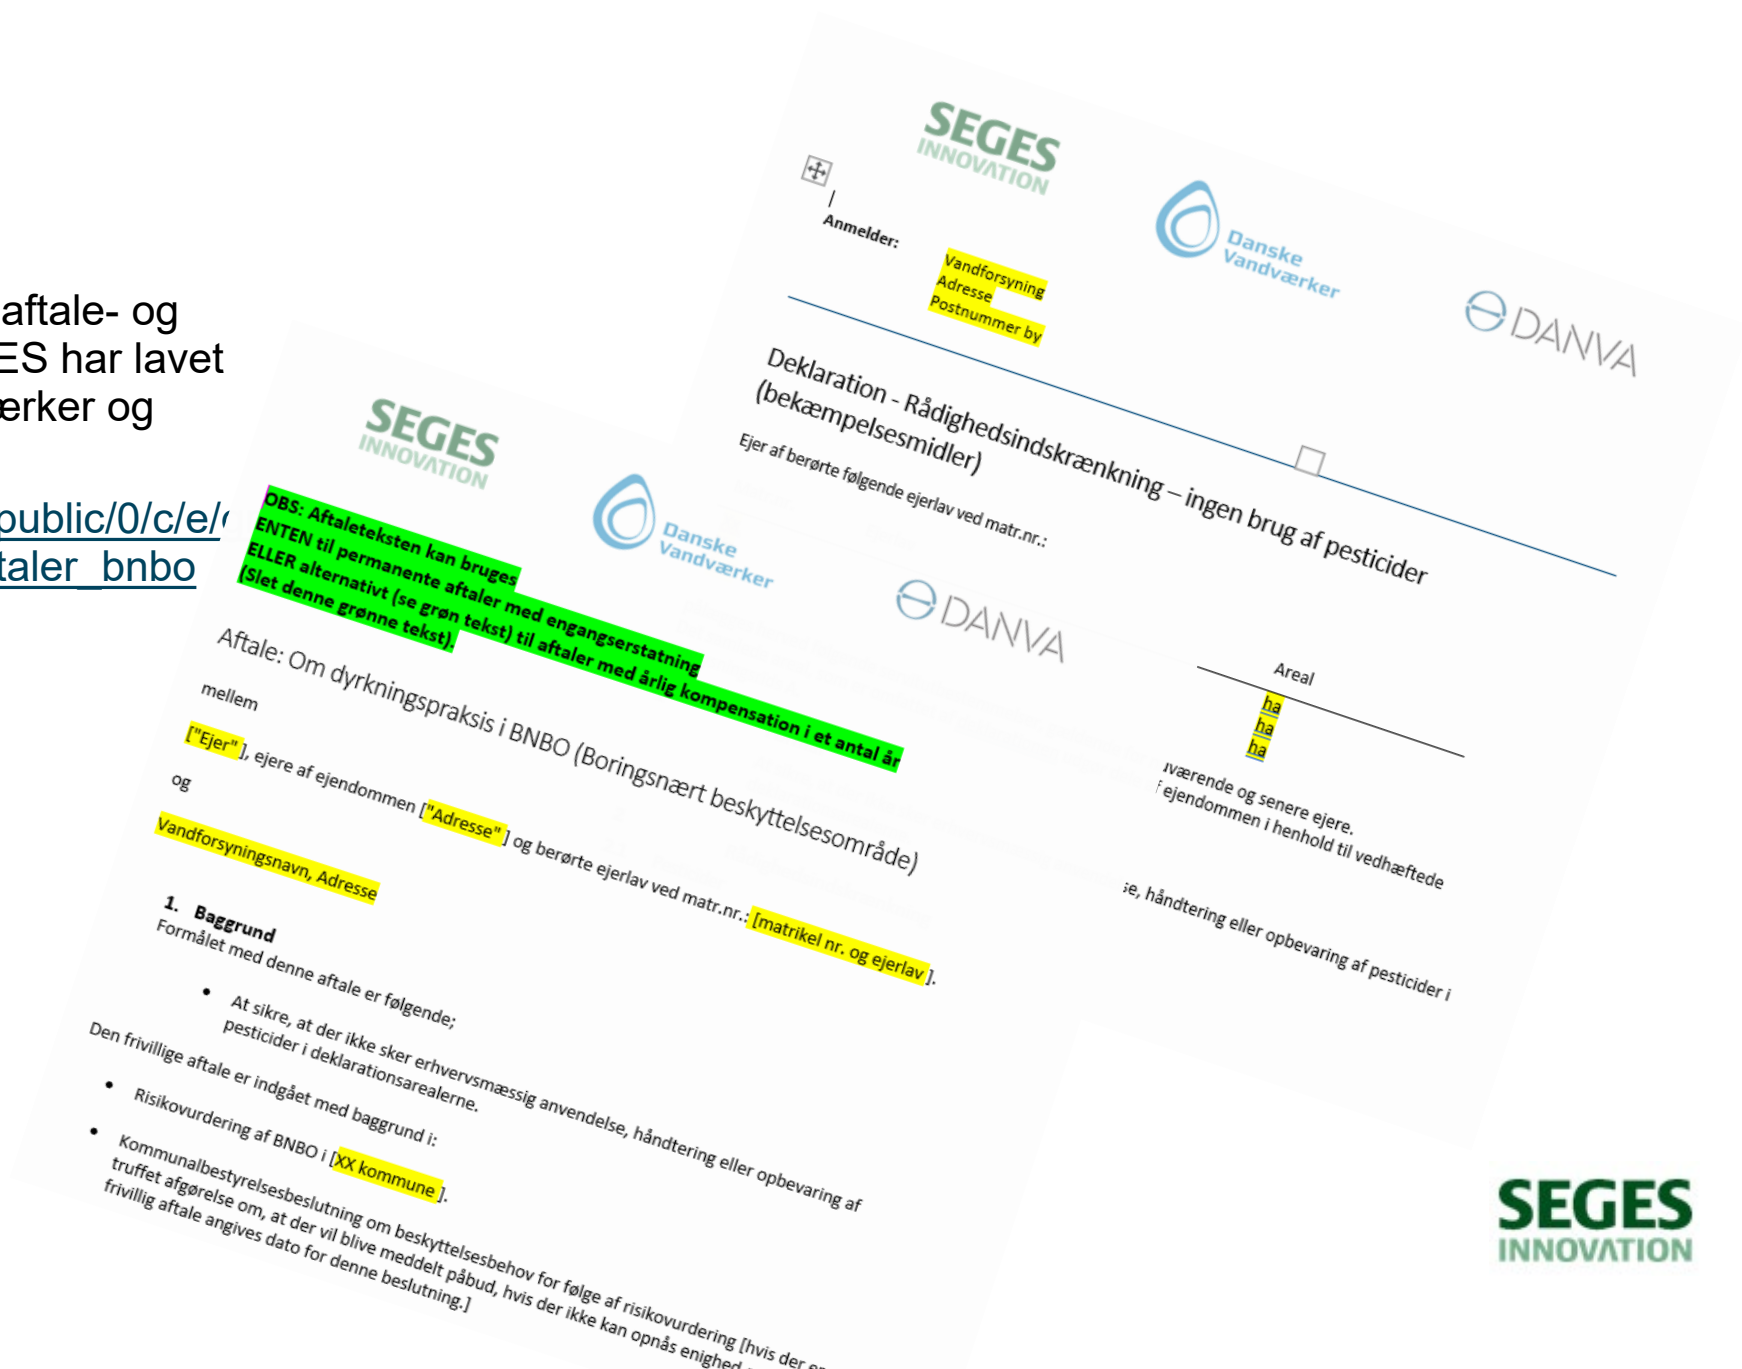 aftale- og
ES har lavet
ærker og
public/0/c/e/
taler_bnbo
SEGES
INNOVATION
Danske
Vandværker
DANVA
Anmelder:
Vandforsyning
Adresse
Postnummer by
Deklaration - Rådighedsindskrænkning – ingen brug af pesticider
(bekæmpelsesmidler)
Ejer af berørte følgende ejerlav ved matr.nr.:
Areal
ha
ha
ha
værende og senere ejere.
ejendommen i henhold til vedhæftede
se, håndtering eller opbevaring af pesticider i
SEGES
INNOVATION
Danske
Vandværker
DANVA
OBS: Aftaleteksten kan bruges
ENTEN til permanente aftaler med engangserstatning
ELLER alternativt (se grøn tekst) til aftaler med årlig kompensation i et antal år
(Slet denne grønne tekst).
Aftale: Om dyrkningspraksis i BNBO (Boringsnært beskyttelsesområde)
mellem
["Ejer"], ejere af ejendommen ["Adresse"] og berørte ejerlav ved matr.nr.: [matrikel nr. og ejerlav].
og
Vandforsyningsnavn, Adresse
1. Baggrund
Formålet med denne aftale er følgende;
• At sikre, at der ikke sker erhvervsmæssig anvendelse, håndtering eller opbevaring af
pesticider i deklarationsarealerne.
Den frivillige aftale er indgået med baggrund i:
• Risikovurdering af BNBO i [XX kommune].
• Kommunalbestyrelsesbeslutning om beskyttelsesbehov for følge af risikovurdering [hvis der er
truffet afgørelse om, at der vil blive meddelt påbud, hvis der ikke kan opnås enighed
frivillig aftale angives dato for denne beslutning.]
SEGES
INNOVATION